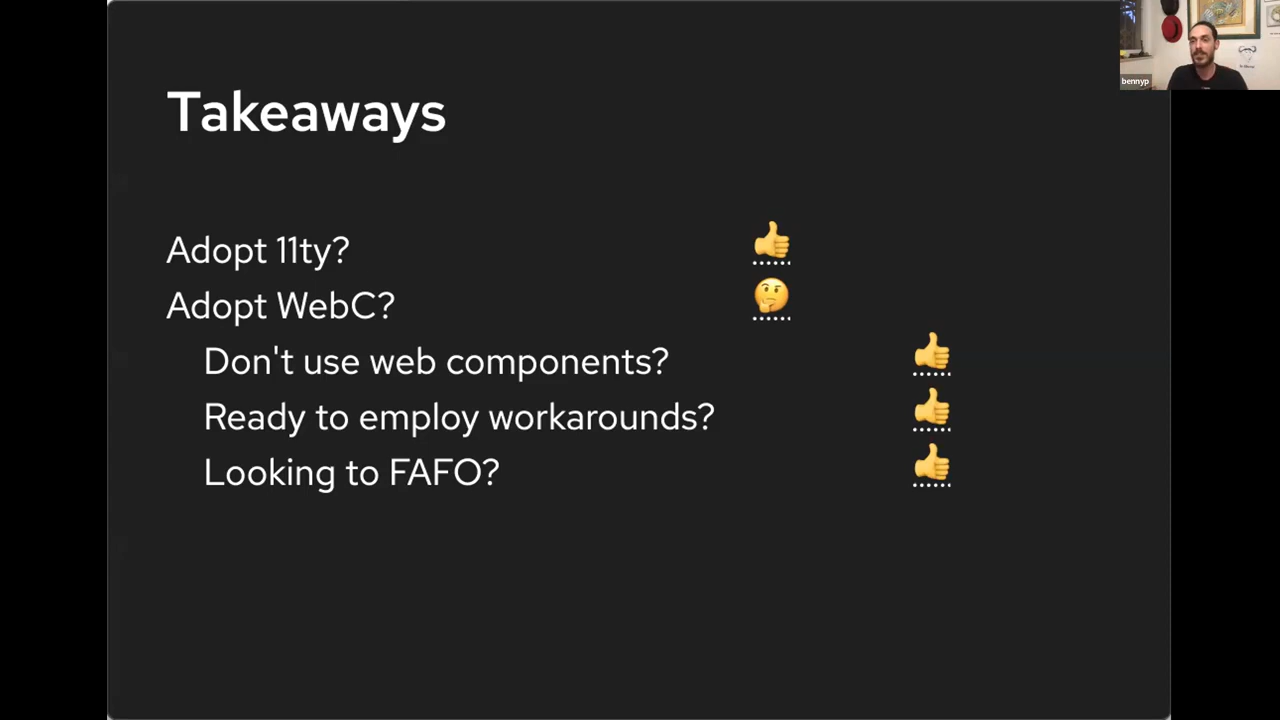 bennyp
Takeaways
Adopt 11ty? 👍
Adopt WebC? 🤔
Don't use web components? 👍
Ready to employ workarounds? 👍
Looking to FAFO? 👍